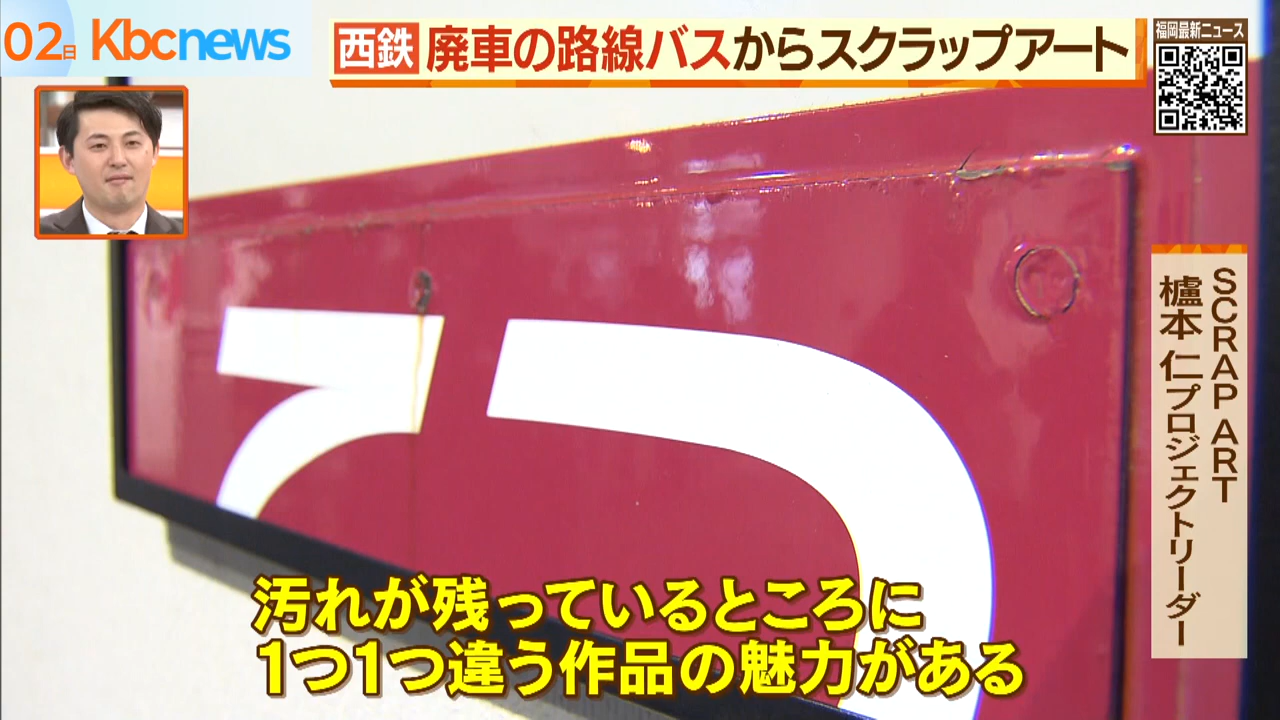 02日 Kbcnews
西鉄 廃車の路線バスからスクラップアート
福岡最新ニュース
SCRAP ART
櫨本 仁プロジェクトリーダー
汚れが残っているところに
1つ1つ違う作品の魅力がある